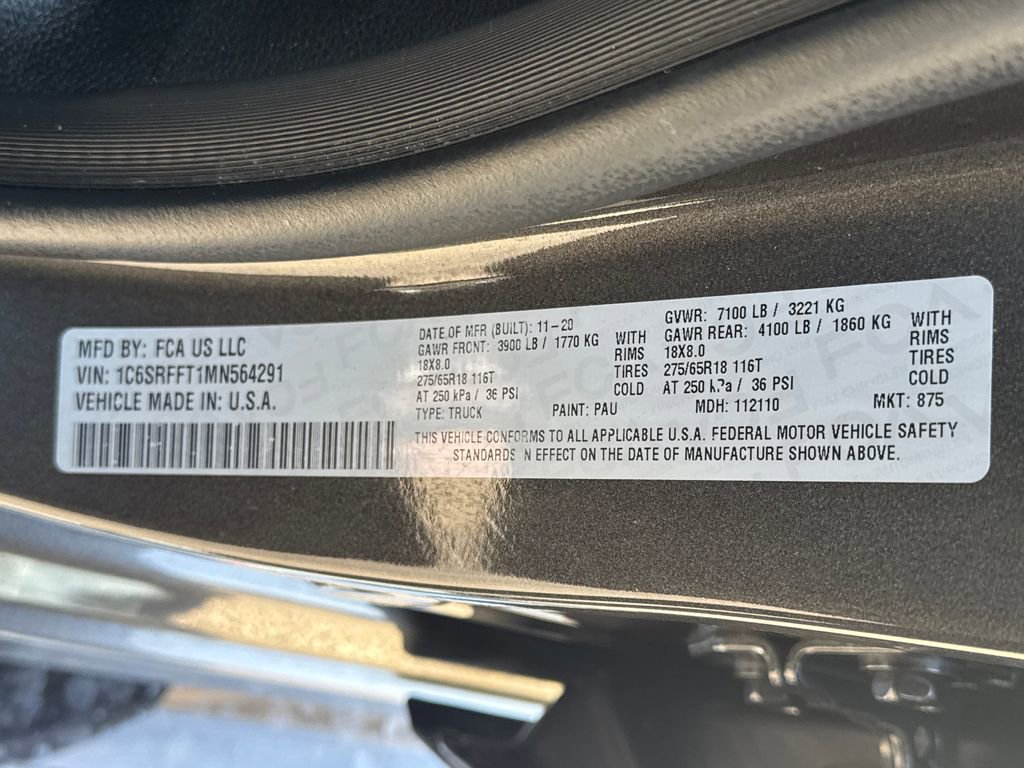 MFD BY: FCA US LLC
VIN: 1C6SRFFT1MN564291
VEHICLE MADE IN: U.S.A.
DATE OF MFR (BUILT): 11-20
GAWR FRONT: 3900 LB / 1770 KG
18X8.0
275/65R18 116T
AT 250 kPa / 36 PSI
WITH
RIMS
TIRES
COLD
GVWR: 7100 LB / 3221 KG
GAWR REAR: 4100 LB / 1860 KG
18X8.0
275/65R18 116T
AT 250 kPa / 36 PSI
WITH
RIMS
TIRES
COLD
TYPE: TRUCK PAINT: PAU MDH: 112110 MKT: 875
THIS VEHICLE CONFORMS TO ALL APPLICABLE U.S.A. FEDERAL MOTOR VEHICLE SAFETY
STANDARDS IN EFFECT ON THE DATE OF MANUFACTURE SHOWN ABOVE.